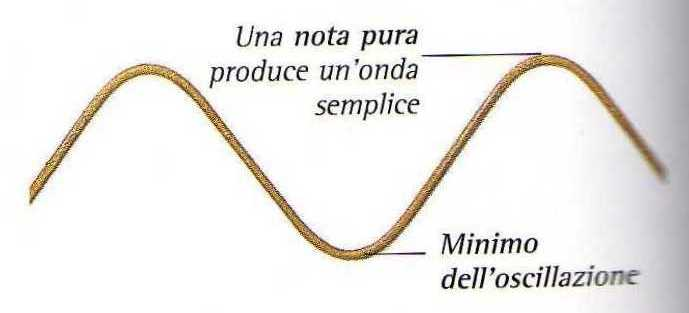 Una nota pura
produce un'onda
semplice
Minimo
dell'oscillazione